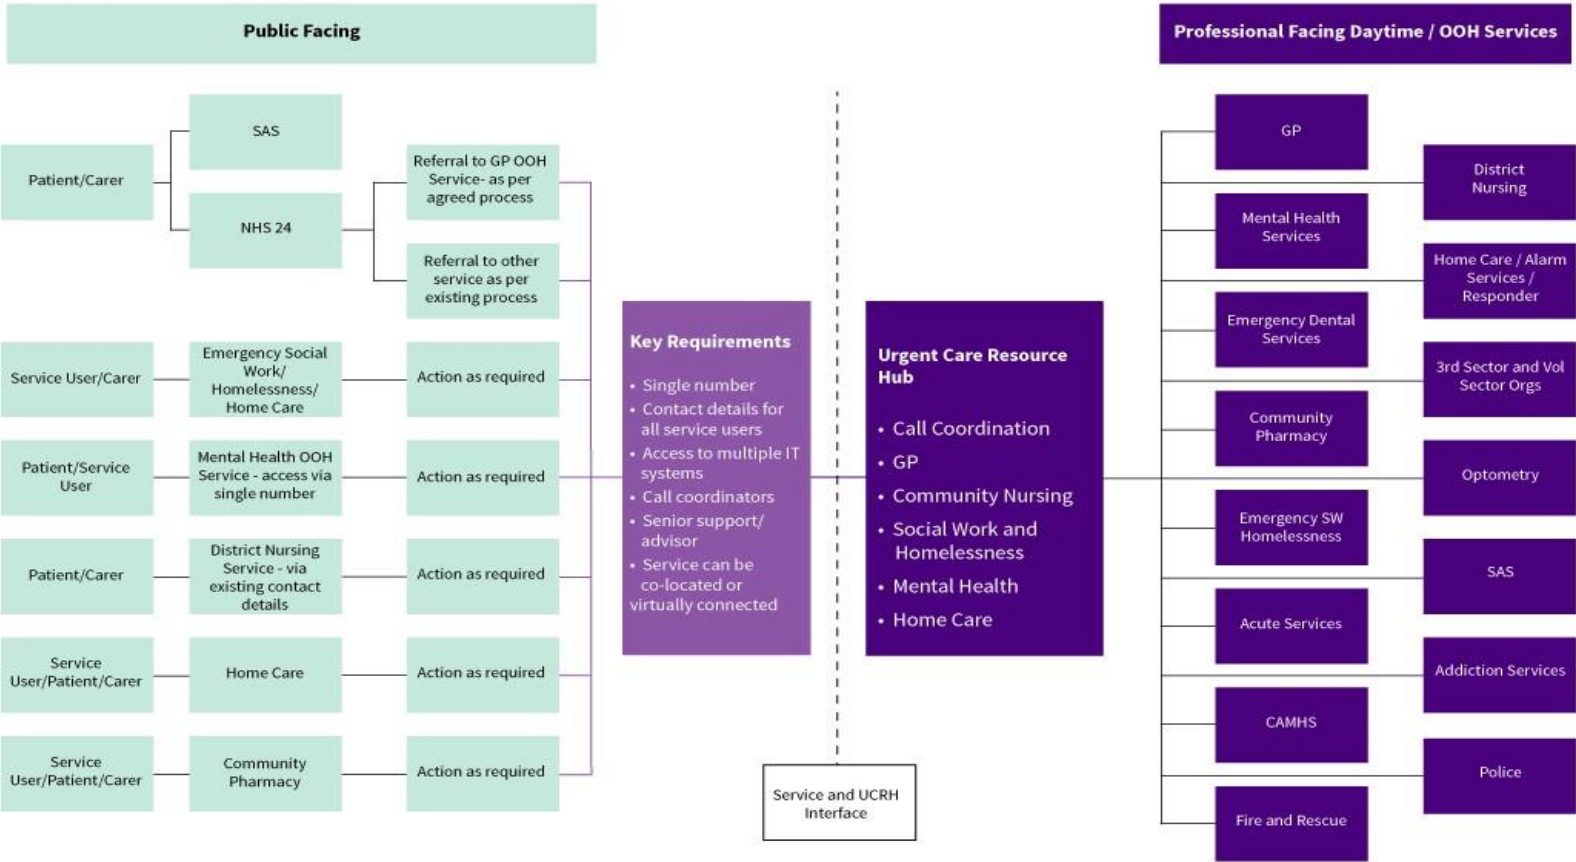 Public Facing
Professional Facing Daytime / OOH Services
Patient/Carer
SAS
NHS 24
Referral to GP OOH
Service- as per
agreed process
Referral to other
service as per
existing process
Service User/Carer
Emergency Social
Work/
Homelessness/
Home Care
Action as required
Patient/Service
User
Mental Health OOH
Service - access via
single number
Action as required
Patient/Carer
District Nursing
Service - via
existing contact
details
Action as required
Service
User/Patient/Carer
Home Care
Action as required
Service
User/Patient/Carer
Community
Pharmacy
Action as required
Key Requirements
• Single number
• Contact details for
all service users
• Access to multiple IT
systems
• Call coordinators
• Senior support/
advisor
• Service can be
co-located or
virtually connected
Service and UCRH
Interface
Urgent Care Resource
Hub
• Call Coordination
• GP
• Community Nursing
• Social Work and
Homelessness
• Mental Health
• Home Care
GP
District
Nursing
Mental Health
Services
Home Care / Alarm
Services /
Responder
Emergency Dental
Services
3rd Sector and Vol
Sector Orgs
Community
Pharmacy
Optometry
Emergency SW
Homelessness
SAS
Acute Services
Addiction Services
CAMHS
Police
Fire and Rescue